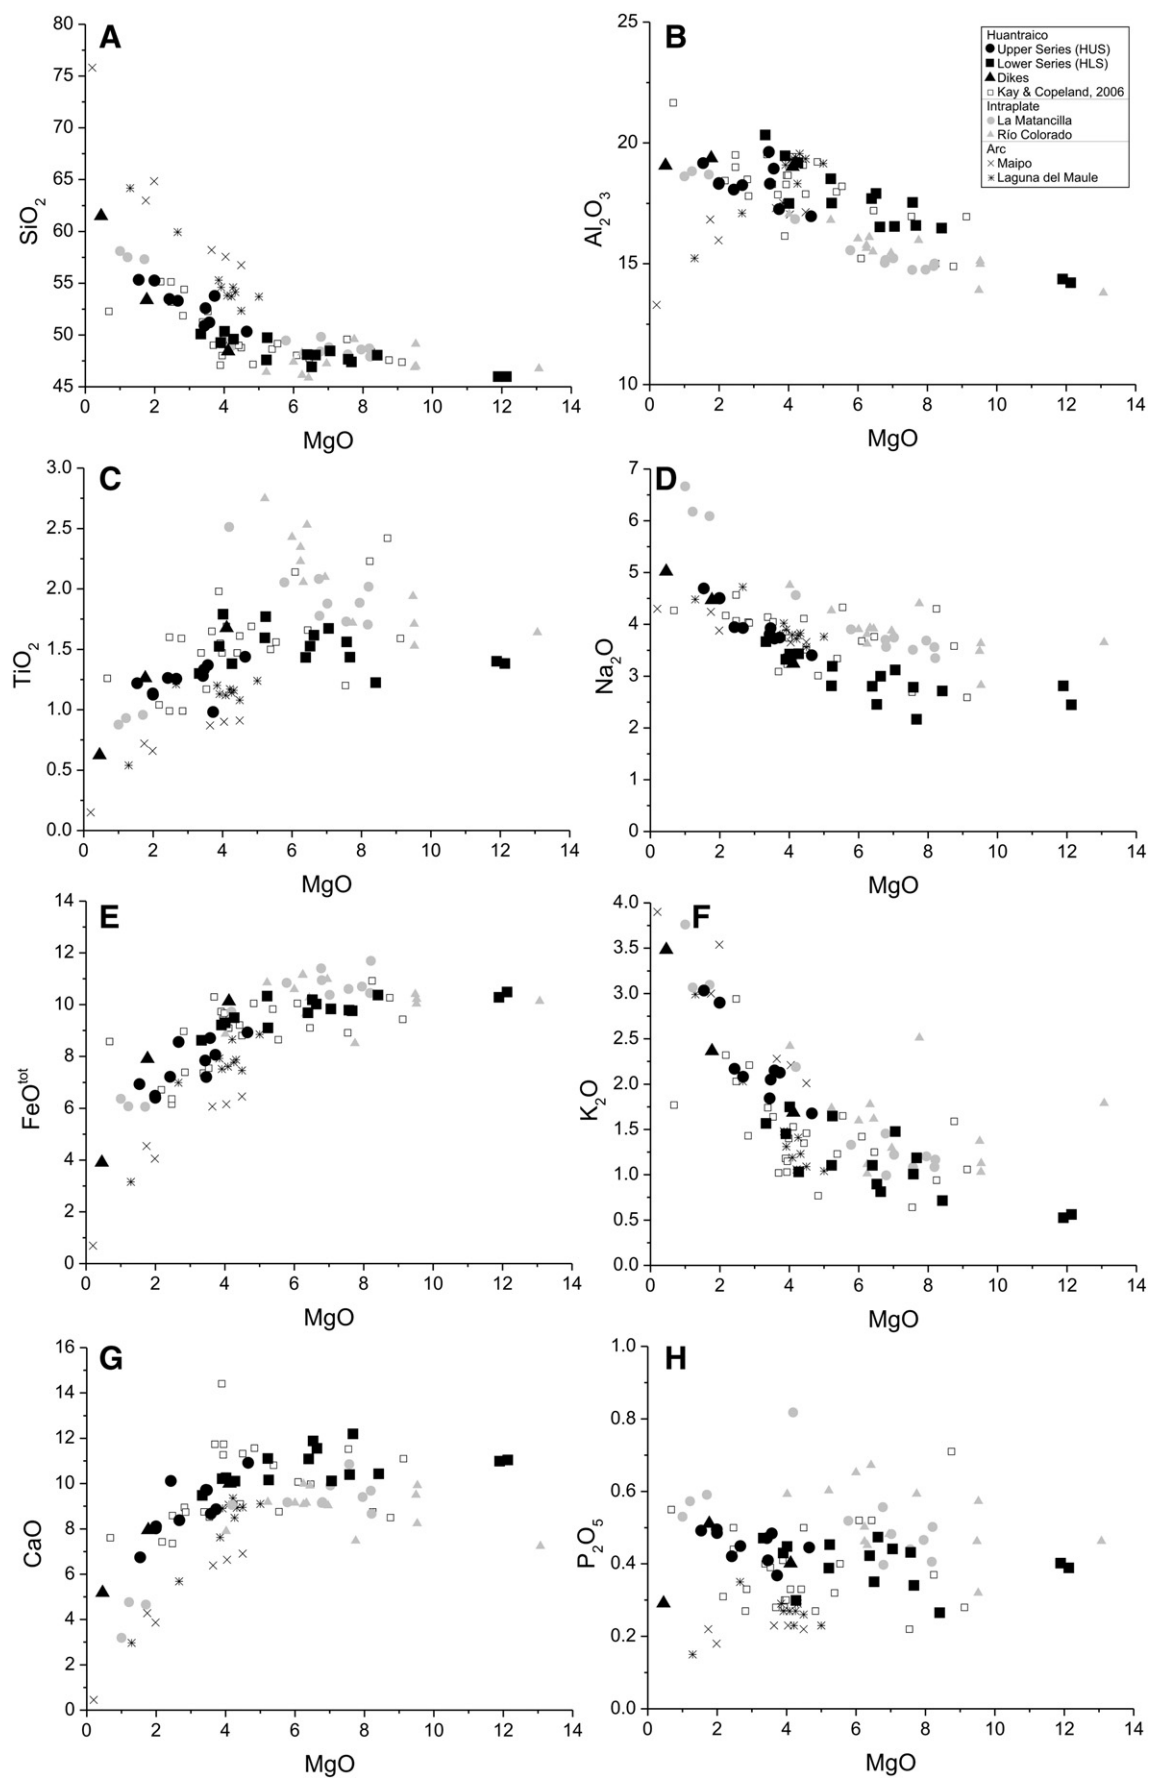 A
80
75
70
65
60
55
50
45
SiO2
0 2 4 6 8 10 12 14
MgO
B
25
20
15
10
Al2O3
0 2 4 6 8 10 12 14
MgO
Huantraico
Upper Series (HUS)
Lower Series (HLS)
Dikes
Kay & Copeland, 2006
Intraplate
La Matancilla
Río Colorado
Arc
Maipo
Laguna del Maule
C
3.0
2.5
2.0
1.5
1.0
0.5
0.0
TiO2
0 2 4 6 8 10 12 14
MgO
D
7
6
5
4
3
2
1
0
Na2O
0 2 4 6 8 10 12 14
MgO
E
14
12
10
8
6
4
2
0
FeOtot
0 2 4 6 8 10 12 14
MgO
F
4.0
3.5
3.0
2.5
2.0
1.5
1.0
0.5
0.0
K2O
0 2 4 6 8 10 12 14
MgO
G
16
14
12
10
8
6
4
2
0
CaO
0 2 4 6 8 10 12 14
MgO
H
1.0
0.8
0.6
0.4
0.2
0.0
P2O5
0 2 4 6 8 10 12 14
MgO